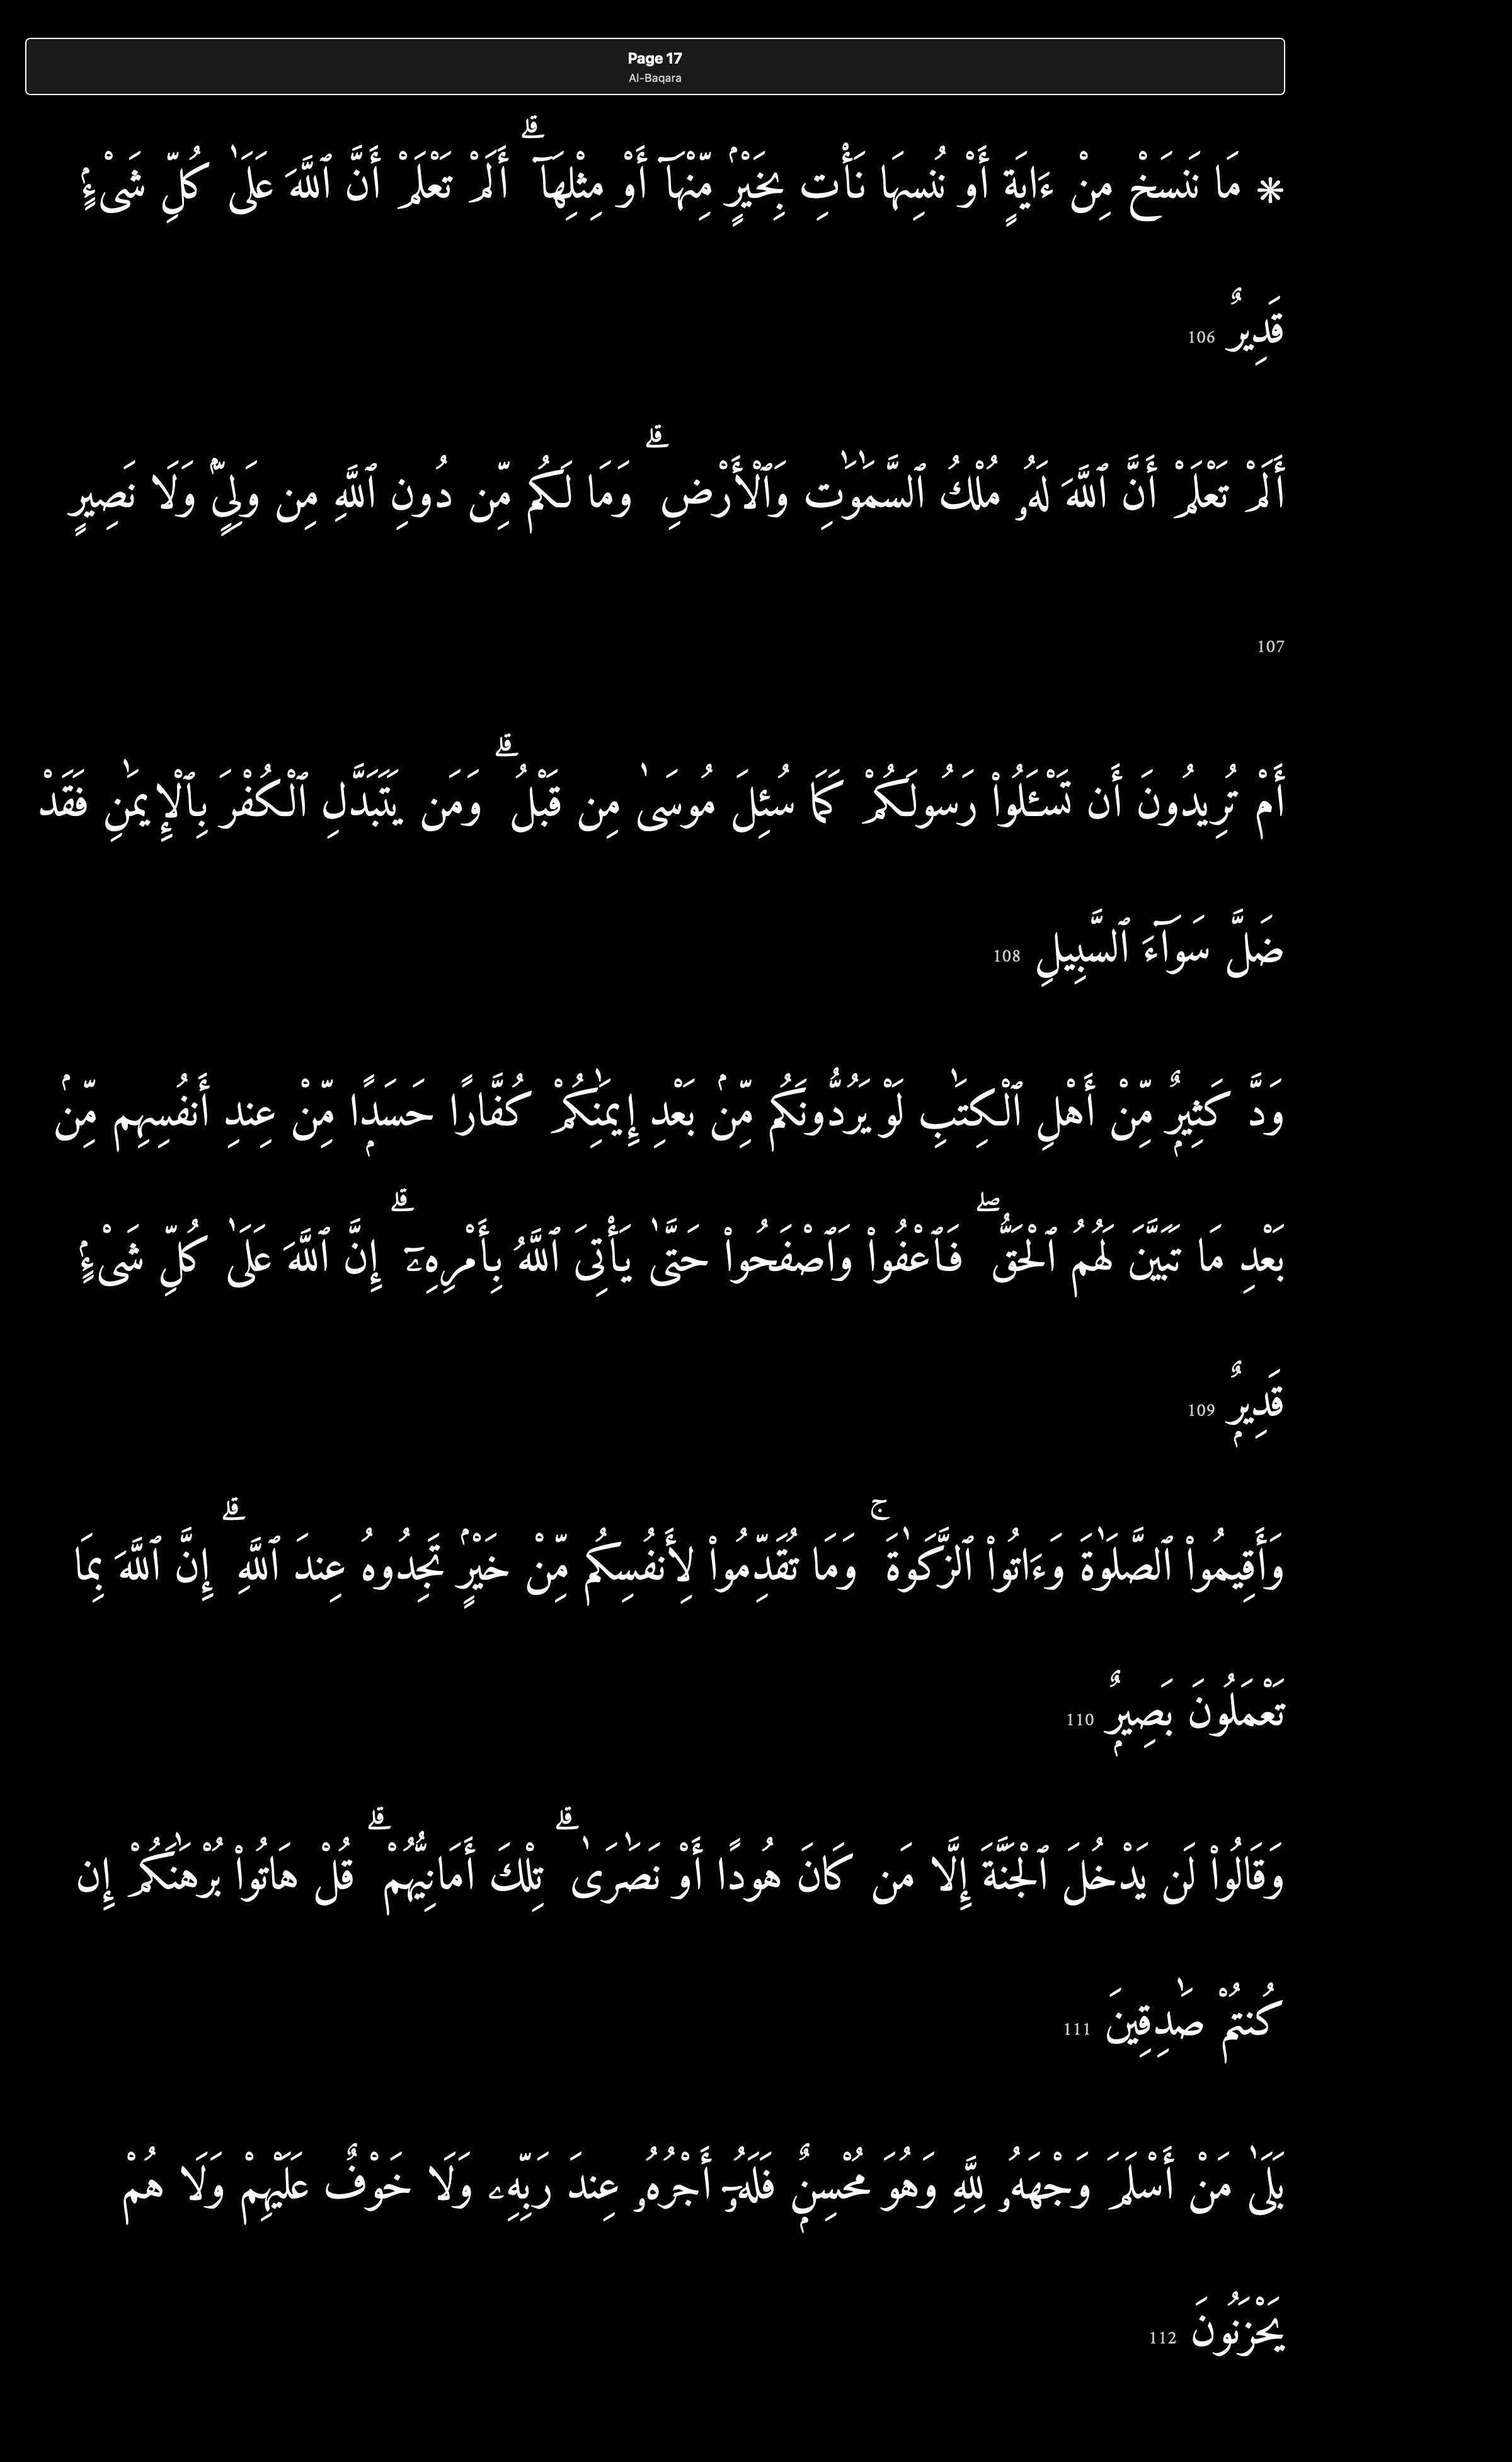 Page 17
Al-Baqara
* مَا نَنسَخْ مِنْ ءَايَةٍ أَوْ نُنسِهَا نَأْتِ بِخَيْرٍۢ مِّنْهَآ أَوْ مِثْلِهَآ ۗ أَلَمْ تَعْلَمْ أَنَّ ٱللَّهَ عَلَىٰ كُلِّ شَىْءٍۢ
قَدِيرٌ 106
أَلَمْ تَعْلَمْ أَنَّ ٱللَّهَ لَهُۥ مُلْكُ ٱلسَّمَـٰوَٰتِ وَٱلْأَرْضِ ۗ وَمَا لَكُم مِّن دُونِ ٱللَّهِ مِن وَلِىٍّۢ وَلَا نَصِيرٍ
107
أَمْ تُرِيدُونَ أَن تَسْـَٔلُوا۟ رَسُولَكُمْ كَمَا سُئِلَ مُوسَىٰ مِن قَبْلُ ۗ وَمَن يَتَبَدَّلِ ٱلْكُفْرَ بِٱلْإِيمَـٰنِ فَقَدْ
ضَلَّ سَوَآءَ ٱلسَّبِيلِ 108
وَدَّ كَثِيرٌۭ مِّنْ أَهْلِ ٱلْكِتَـٰبِ لَوْ يَرُدُّونَكُم مِّنۢ بَعْدِ إِيمَـٰنِكُمْ كُفَّارًا حَسَدًۭا مِّنْ عِندِ أَنفُسِهِم مِّنۢ
بَعْدِ مَا تَبَيَّنَ لَهُمُ ٱلْحَقُّ ۖ فَٱعْفُوا۟ وَٱصْفَحُوا۟ حَتَّىٰ يَأْتِىَ ٱللَّهُ بِأَمْرِهِۦٓ ۗ إِنَّ ٱللَّهَ عَلَىٰ كُلِّ شَىْءٍۢ
قَدِيرٌۭ 109
وَأَقِيمُوا۟ ٱلصَّلَوٰةَ وَءَاتُوا۟ ٱلزَّكَوٰةَ ۚ وَمَا تُقَدِّمُوا۟ لِأَنفُسِكُم مِّنْ خَيْرٍۢ تَجِدُوهُ عِندَ ٱللَّهِ ۗ إِنَّ ٱللَّهَ بِمَا
تَعْمَلُونَ بَصِيرٌۭ 110
وَقَالُوا۟ لَن يَدْخُلَ ٱلْجَنَّةَ إِلَّا مَن كَانَ هُودًا أَوْ نَصَـٰرَىٰ ۗ تِلْكَ أَمَانِيُّهُمْ ۗ قُلْ هَاتُوا۟ بُرْهَـٰنَكُمْ إِن
كُنتُمْ صَـٰدِقِينَ 111
بَلَىٰ مَنْ أَسْلَمَ وَجْهَهُۥ لِلَّهِ وَهُوَ مُحْسِنٌۭ فَلَهُۥٓ أَجْرُهُۥ عِندَ رَبِّهِۦ وَلَا خَوْفٌ عَلَيْهِمْ وَلَا هُمْ
يَحْزَنُونَ 112